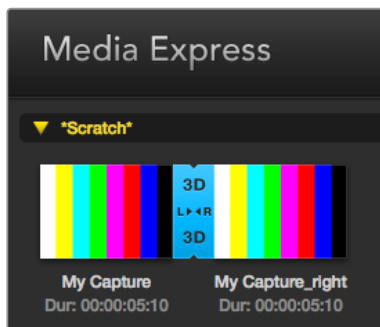 Media Express
*Scratch*
3D
L R
3D
My Capture
My Capture_right
Dur: 00:00:05:10
Dur: 00:00:05:10